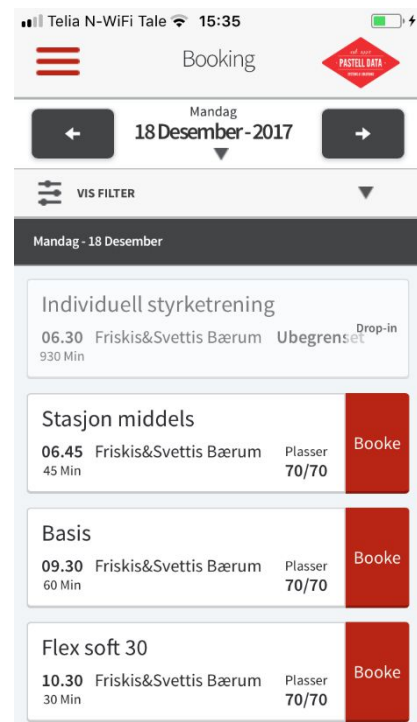 Telia N-WiFi Tale 15:35
Booking
PASTELL DATA
Mandag
18 Desember - 2017
VIS FILTER
Mandag - 18 Desember
Individuell styrketrening
06.30 Friskis&Svettis Bærum Ubegrenset Drop-in
930 Min
Stasjon middels
06.45 Friskis&Svettis Bærum Plasser
45 Min 70/70
Booke
Basis
09.30 Friskis&Svettis Bærum Plasser
60 Min 70/70
Booke
Flex soft 30
10.30 Friskis&Svettis Bærum Plasser
30 Min 70/70
Booke